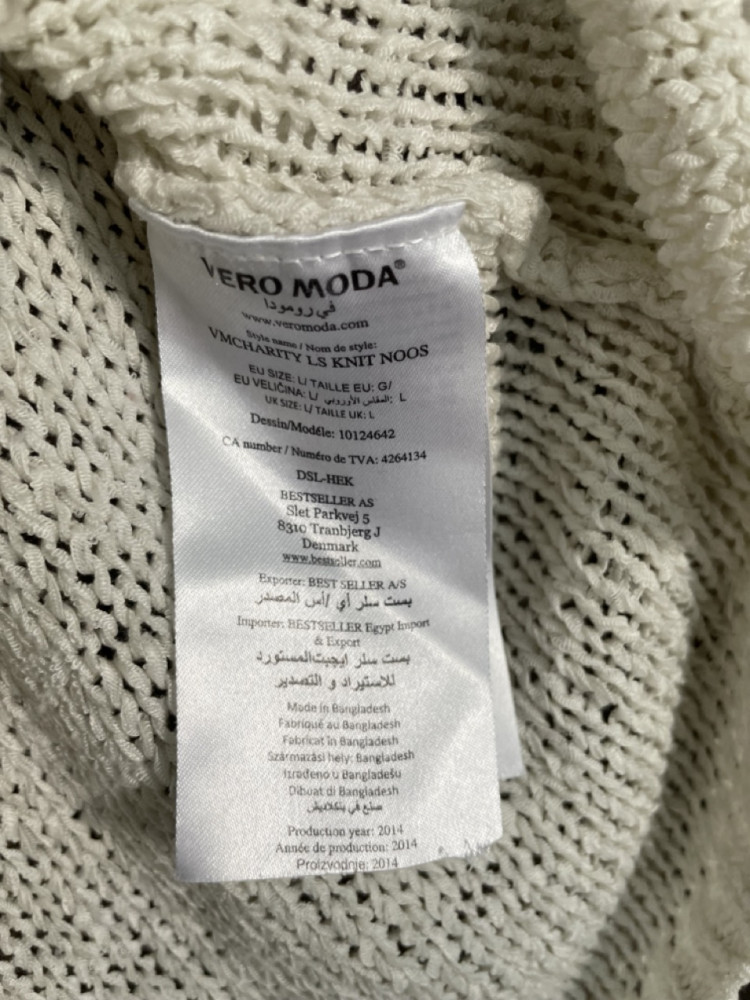 VERO MODA®
في رومودا
www.veromoda.com
Style name / Nom de style:
VMCHARITY LS KNIT NOOS
EU SIZE: L/ TAILLE EU: G/
EU VELIČINA: L/ المقاس الأوروبي: L
UK SIZE: L/ TAILLE UK: L
Dessin/Modèle: 10124642
CA number / Numéro de TVA: 4264134
DSL-HEK
BESTSELLER AS
Slet Parkvej 5
8310 Tranbjerg J
Denmark
www.bestseller.com
Exporter: BEST SELLER A/S
بست سلر أي /أس المصدر
Importer: BESTSELLER Egypt Import
& Export
بست سلر ايجيبت المستورد
للاستيراد و التصدير
Made in Bangladesh
Fabriqué au Bangladesh
Fabricat în Bangladesh
Származási hely: Bangladesh
Izrađeno u Bangladešu
Dibuat di Bangladesh
صنع في بنگلاديش
Production year: 2014
Année de production: 2014
Proizvodnje: 2014